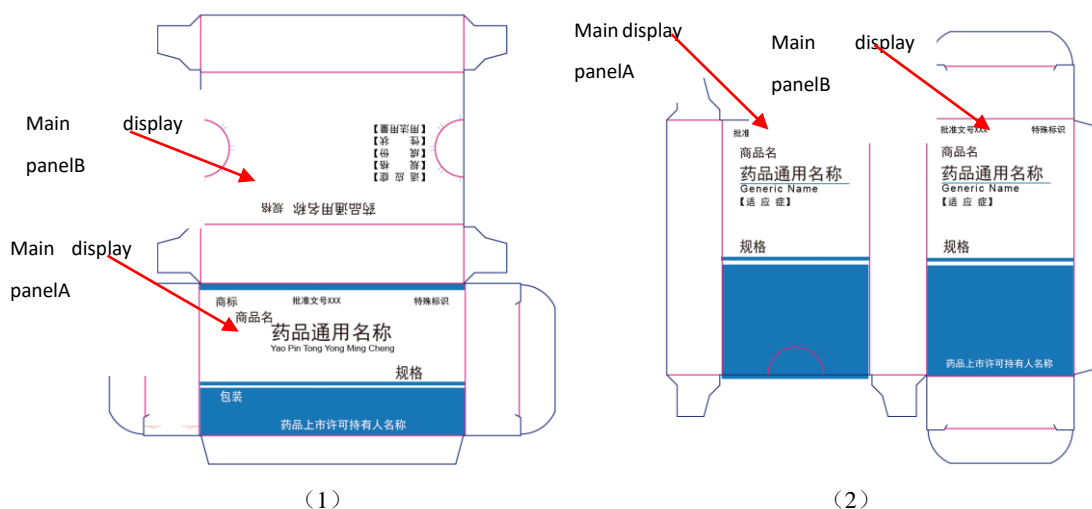 Main display
panelB
【用法用量】
【性 状】
【成 份】
【规 格】
【适 应 症】
药品通用名称 规格
Main display
panelA
商标
批准文号XXX
特殊标识
商品名
药品通用名称
Yao Pin Tong Yong Ming Cheng
规格
包装
药品上市许可持有人名称
（1）
Main display
panelA
Main display
panelB
批准
商品名
药品通用名称
Generic Name
【适 应 症】
规格
批准文号XXX
特殊标识
商品名
药品通用名称
Generic Name
【适 应 症】
规格
药品上市许可持有人名称
（2）